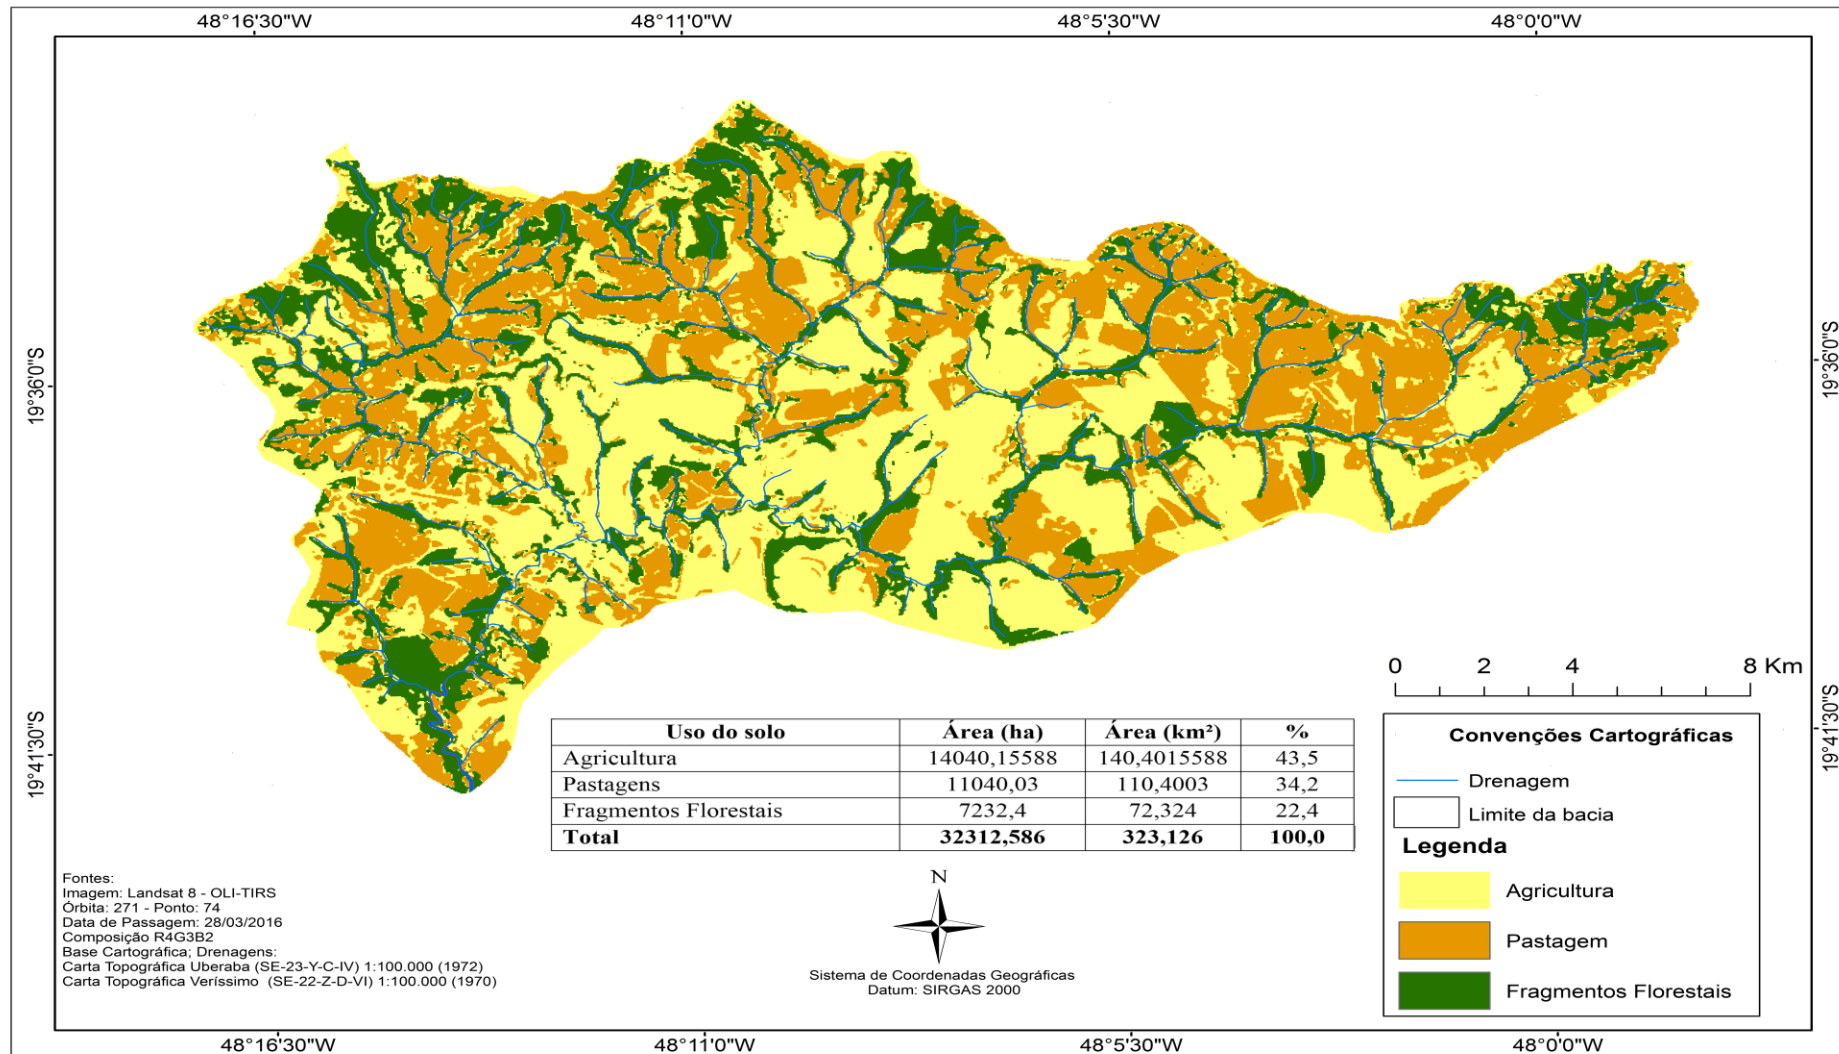 48°16'30"W 48°11'0"W 48°5'30"W 48°0'0"W
19°36'0"S 19°36'0"S
0 2 4 8 Km
19°41'30"S 19°41'30"S
Uso do solo Área (ha) Área (km²) %
Agricultura 14040,15588 140,4015588 43,5
Pastagens 11040,03 110,4003 34,2
Fragmentos Florestais 7232,4 72,324 22,4
Total 32312,586 323,126 100,0
Convenções Cartográficas
Drenagem
Limite da bacia
Legenda
Agricultura
Pastagem
Fragmentos Florestais
Fontes:
Imagem: Landsat 8 - OLI-TIRS
Órbita: 271 - Ponto: 74
Data de Passagem: 28/03/2016
Composição R4G3B2
Base Cartográfica; Drenagens:
Carta Topográfica Uberaba (SE-23-Y-C-IV) 1:100.000 (1972)
Carta Topográfica Veríssimo (SE-22-Z-D-VI) 1:100.000 (1970)
N
Sistema de Coordenadas Geográficas
Datum: SIRGAS 2000
48°16'30"W 48°11'0"W 48°5'30"W 48°0'0"W